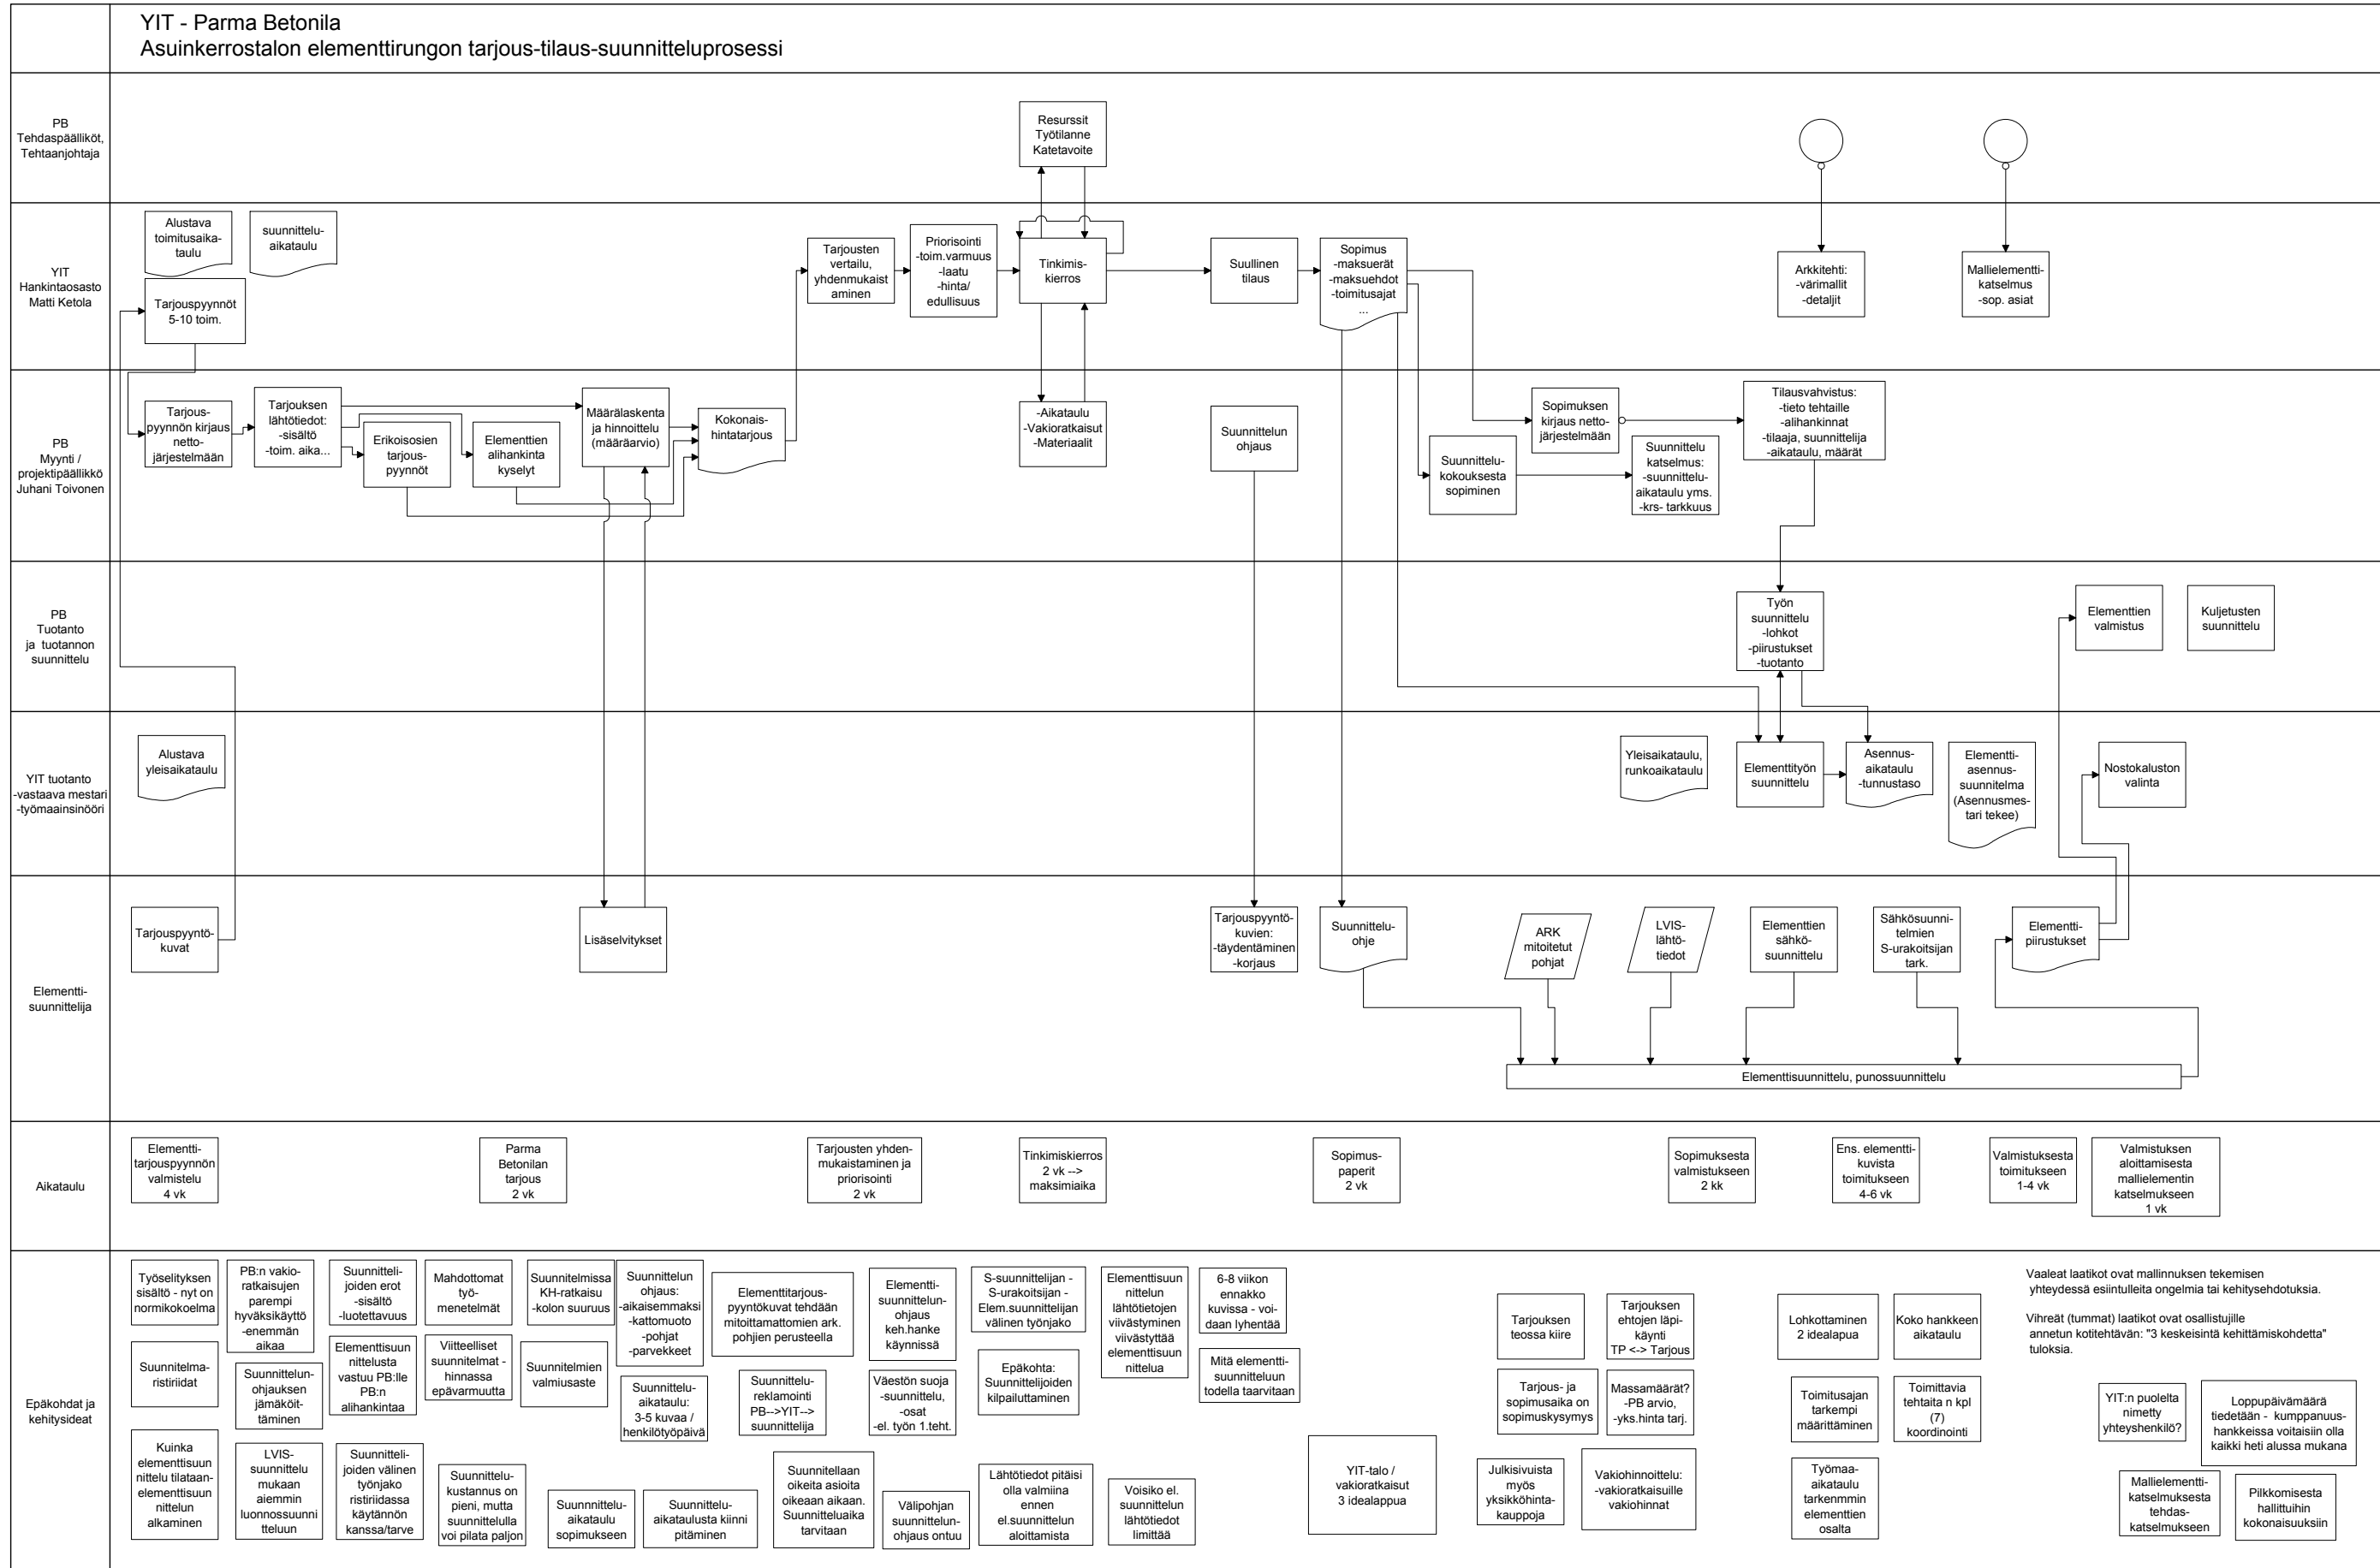 YIT - Parma Betonila
Asuinkerrostalon elementtirungon tarjous-tilaus-suunnitteluprosessi
PB
Tehdaspäälliköt,
Tehtaanjohtaja
Resurssit
Työtilanne
Katetavoite
YIT
Hankintaosasto
Matti Ketola
Alustava
toimitusaika-
taulu
suunnittelu-
aikataulu
Tarjouspyynnöt
5-10 toim.
Tarjousten
vertailu,
yhdenmukaist
aminen
Priorisointi
-toim.varmuus
-laatu
-hinta/
edullisuus
Tinkimis-
kierros
Suullinen
tilaus
Sopimus
-maksuerät
-maksuehdot
-toimitusajat
...
Arkkitehti:
-värimallit
-detaljit
Mallielementti-
katselmus
-sop. asiat
PB
Myynti /
projektipäällikkö
Juhani Toivonen
Tarjous-
pyynnön kirjaus
netto-
järjestelmään
Tarjouksen
lähtötiedot:
-sisältö
-toim. aika...
Erikoisosien
tarjous-
pyynnöt
Elementtien
alihankinta
kyselyt
Määrälaskenta
ja hinnoittelu
(määräarvio)
Kokonais-
hintatarjous
-Aikataulu
-Vakioratkaisut
-Materiaalit
Suunnittelun
ohjaus
Suunnittelu-
kokouksesta
sopiminen
Sopimuksen
kirjaus netto-
järjestelmään
Suunnittelu
katselmus:
-suunnittelu-
aikataulu yms.
-krs- tarkkuus
Tilausvahvistus:
-tieto tehtaille
-alihankinnat
-tilaaja, suunnittelija
-aikataulu, määrät
PB
Tuotanto
ja tuotannon
suunnittelu
Työn
suunnittelu
-lohkot
-piirustukset
-tuotanto
Elementtien
valmistus
Kuljetusten
suunnittelu
YIT tuotanto
-vastaava mestari
-työmaainsinööri
Alustava
yleisaikataulu
Yleisaikataulu,
runkoaikataulu
Elementtityön
suunnittelu
Asennus-
aikataulu
-tunnustaso
Elementti-
asennus-
suunnitelma
(Asennusmes-
tari tekee)
Nostokaluston
valinta
Elementti-
suunnittelija
Tarjouspyyntö-
kuvat
Lisäselvitykset
Tarjouspyyntö-
kuvien:
-täydentäminen
-korjaus
Suunnittelu-
ohje
ARK
mitoitetut
pohjat
LVIS-
lähtö-
tiedot
Elementtien
sähkö-
suunnittelu
Sähkösuunni-
telmien
S-urakoitsijan
tark.
Elementti-
piirustukset
Elementtisuunnittelu, punossuunnittelu
Aikataulu
Elementti-
tarjouspyynnön
valmistelu
4 vk
Parma
Betonilan
tarjous
2 vk
Tarjousten yhden-
mukaistaminen ja
priorisointi
2 vk
Tinkimiskierros
2 vk -->
maksimiaika
Sopimus-
paperit
2 vk
Sopimuksesta
valmistukseen
2 kk
Ens. elementti-
kuvista
toimitukseen
4-6 vk
Valmistuksesta
toimitukseen
1-4 vk
Valmistuksen
aloittamisesta
mallielementin
katselmukseen
1 vk
Epäkohdat ja
kehitysideat
Työselityksen
sisältö - nyt on
normikokoelma
PB:n vakio-
ratkaisujen
parempi
hyväksikäyttö
-enemmän
aikaa
Suunnitteli-
joiden erot
-sisältö
-luotettavuus
Mahdottomat
työ-
menetelmät
Suunnitelmissa
KH-ratkaisu
-kolon suuruus
Suunnittelun
ohjaus:
-aikaisemmaksi
-kattomuoto
-pohjat
-parvekkeet
Elementtitarjous-
pyyntökuvat tehdään
mitoittamattomien ark.
pohjien perusteella
Elementti-
suunnittelun-
ohjaus
keh.hanke
käynnissä
S-suunnittelijan -
S-urakoitsijan -
Elem.suunnittelijan
välinen työnjako
Elementtisuun
nittelun
lähtötietojen
viivästyminen
viivästyttää
elementtisuun
nittelua
6-8 viikon
ennakko
kuvissa - voi-
daan lyhentää
Tarjouksen
teossa kiire
Tarjouksen
ehtojen läpi-
käynti
TP <-> Tarjous
Lohkottaminen
2 idealapua
Koko hankkeen
aikataulu
Vaaleat laatikot ovat mallinnuksen tekemisen
yhteydessä esiintulleita ongelmia tai kehitysehdotuksia.
Vihreät (tummat) laatikot ovat osallistujille
annetun kotitehtävän: "3 keskeisintä kehittämiskohdetta"
tuloksia.
Suunnitelma-
ristiriidat
Suunnittelun-
ohjauksen
jämäköit-
täminen
Elementtisuun
nittelusta
vastuu PB:lle
PB:n
alihankintaa
Viitteelliset
suunnitelmat -
hinnassa
epävarmuutta
Suunnitelmien
valmiusaste
Suunnittelu-
aikataulu:
3-5 kuvaa /
henkilötyöpäivä
Suunnittelu-
reklamointi
PB-->YIT-->
suunnittelija
Väestön suoja
-suunnittelu,
-osat
-el. työn 1.teht.
Epäkohta:
Suunnittelijoiden
kilpailuttaminen
Mitä elementti-
suunnitteluun
todella taarvitaan
Tarjous- ja
sopimusaika on
sopimuskysymys
Massamäärät?
-PB arvio,
-yks.hinta tarj.
Toimitusajan
tarkempi
määrittäminen
Toimittavia
tehtaita n kpl
(7)
koordinointi
YIT:n puolelta
nimetty
yhteyshenkilö?
Loppupäivämäärä
tiedetään - kumppanuus-
hankkeissa voitaisiin olla
kaikki heti alussa mukana
Kuinka
elementtisuun
nittelu tilataan-
elementtisuun
nittelun
alkaminen
LVIS-
suunnittelu
mukaan
aiemmin
luonnossuunni
tteluun
Suunnitteli-
joiden välinen
työnjako
ristiriidassa
käytännön
kanssa/tarve
Suunnittelu-
kustannus on
pieni, mutta
suunnittelulla
voi pilata paljon
Suunnnittelu-
aikataulu
sopimukseen
Suunnittelu-
aikataulusta kiinni
pitäminen
Suunnitellaan
oikeita asioita
oikeaan aikaan.
Suunnitteluaika
tarvitaan
Välipohjan
suunnittelun-
ohjaus ontuu
Lähtötiedot pitäisi
olla valmiina
ennen
el.suunnittelun
aloittamista
Voisiko el.
suunnittelun
lähtötiedot
limittää
YIT-talo /
vakioratkaisut
3 idealappua
Julkisivuista
myös
yksikköhinta-
kauppoja
Vakiohinnoittelu:
-vakioratkaisuille
vakiohinnat
Työmaa-
aikataulu
tarkenmmin
elementtien
osalta
Mallielementti-
katselmuksesta
tehdas-
katselmukseen
Pilkkomisesta
hallittuihin
kokonaisuuksiin